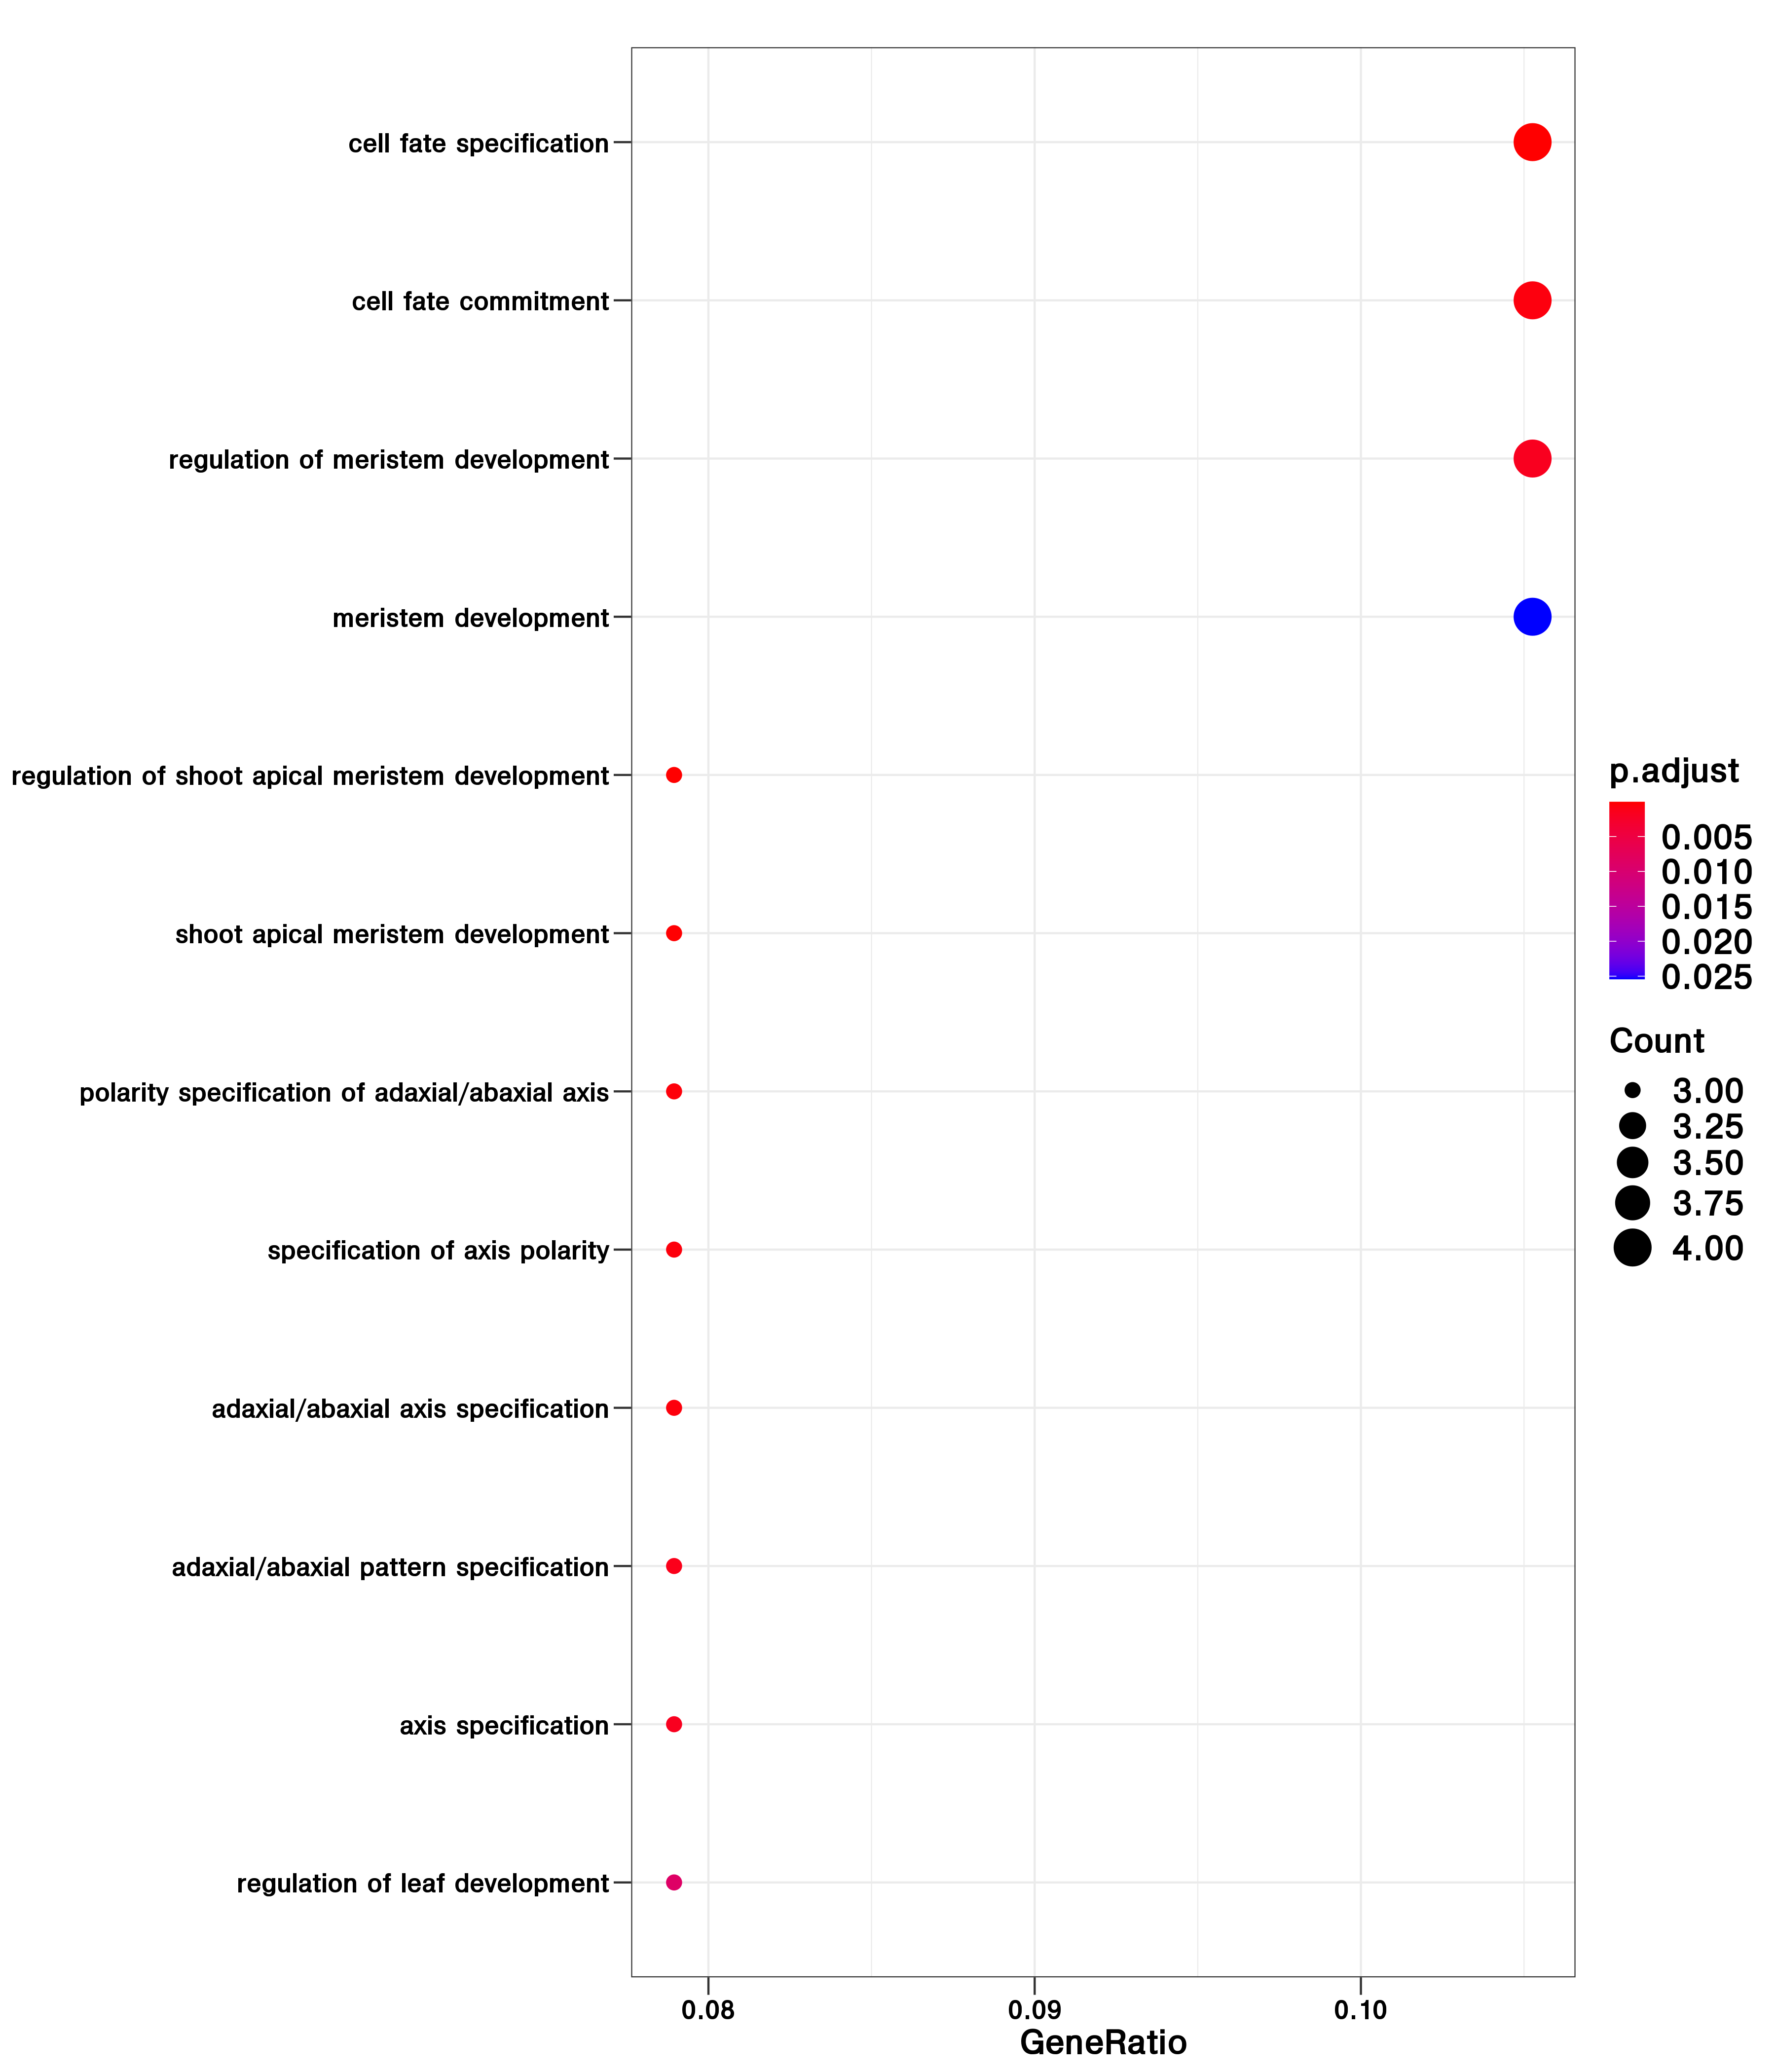 cell fate specification
cell fate commitment
regulation of meristem development
meristem development
regulation of shoot apical meristem development
shoot apical meristem development
polarity specification of adaxial/abaxial axis
specification of axis polarity
adaxial/abaxial axis specification
adaxial/abaxial pattern specification
axis specification
regulation of leaf development
0.08 0.09 0.10
GeneRatio
p.adjust
0.005
0.010
0.015
0.020
0.025
Count
3.00
3.25
3.50
3.75
4.00